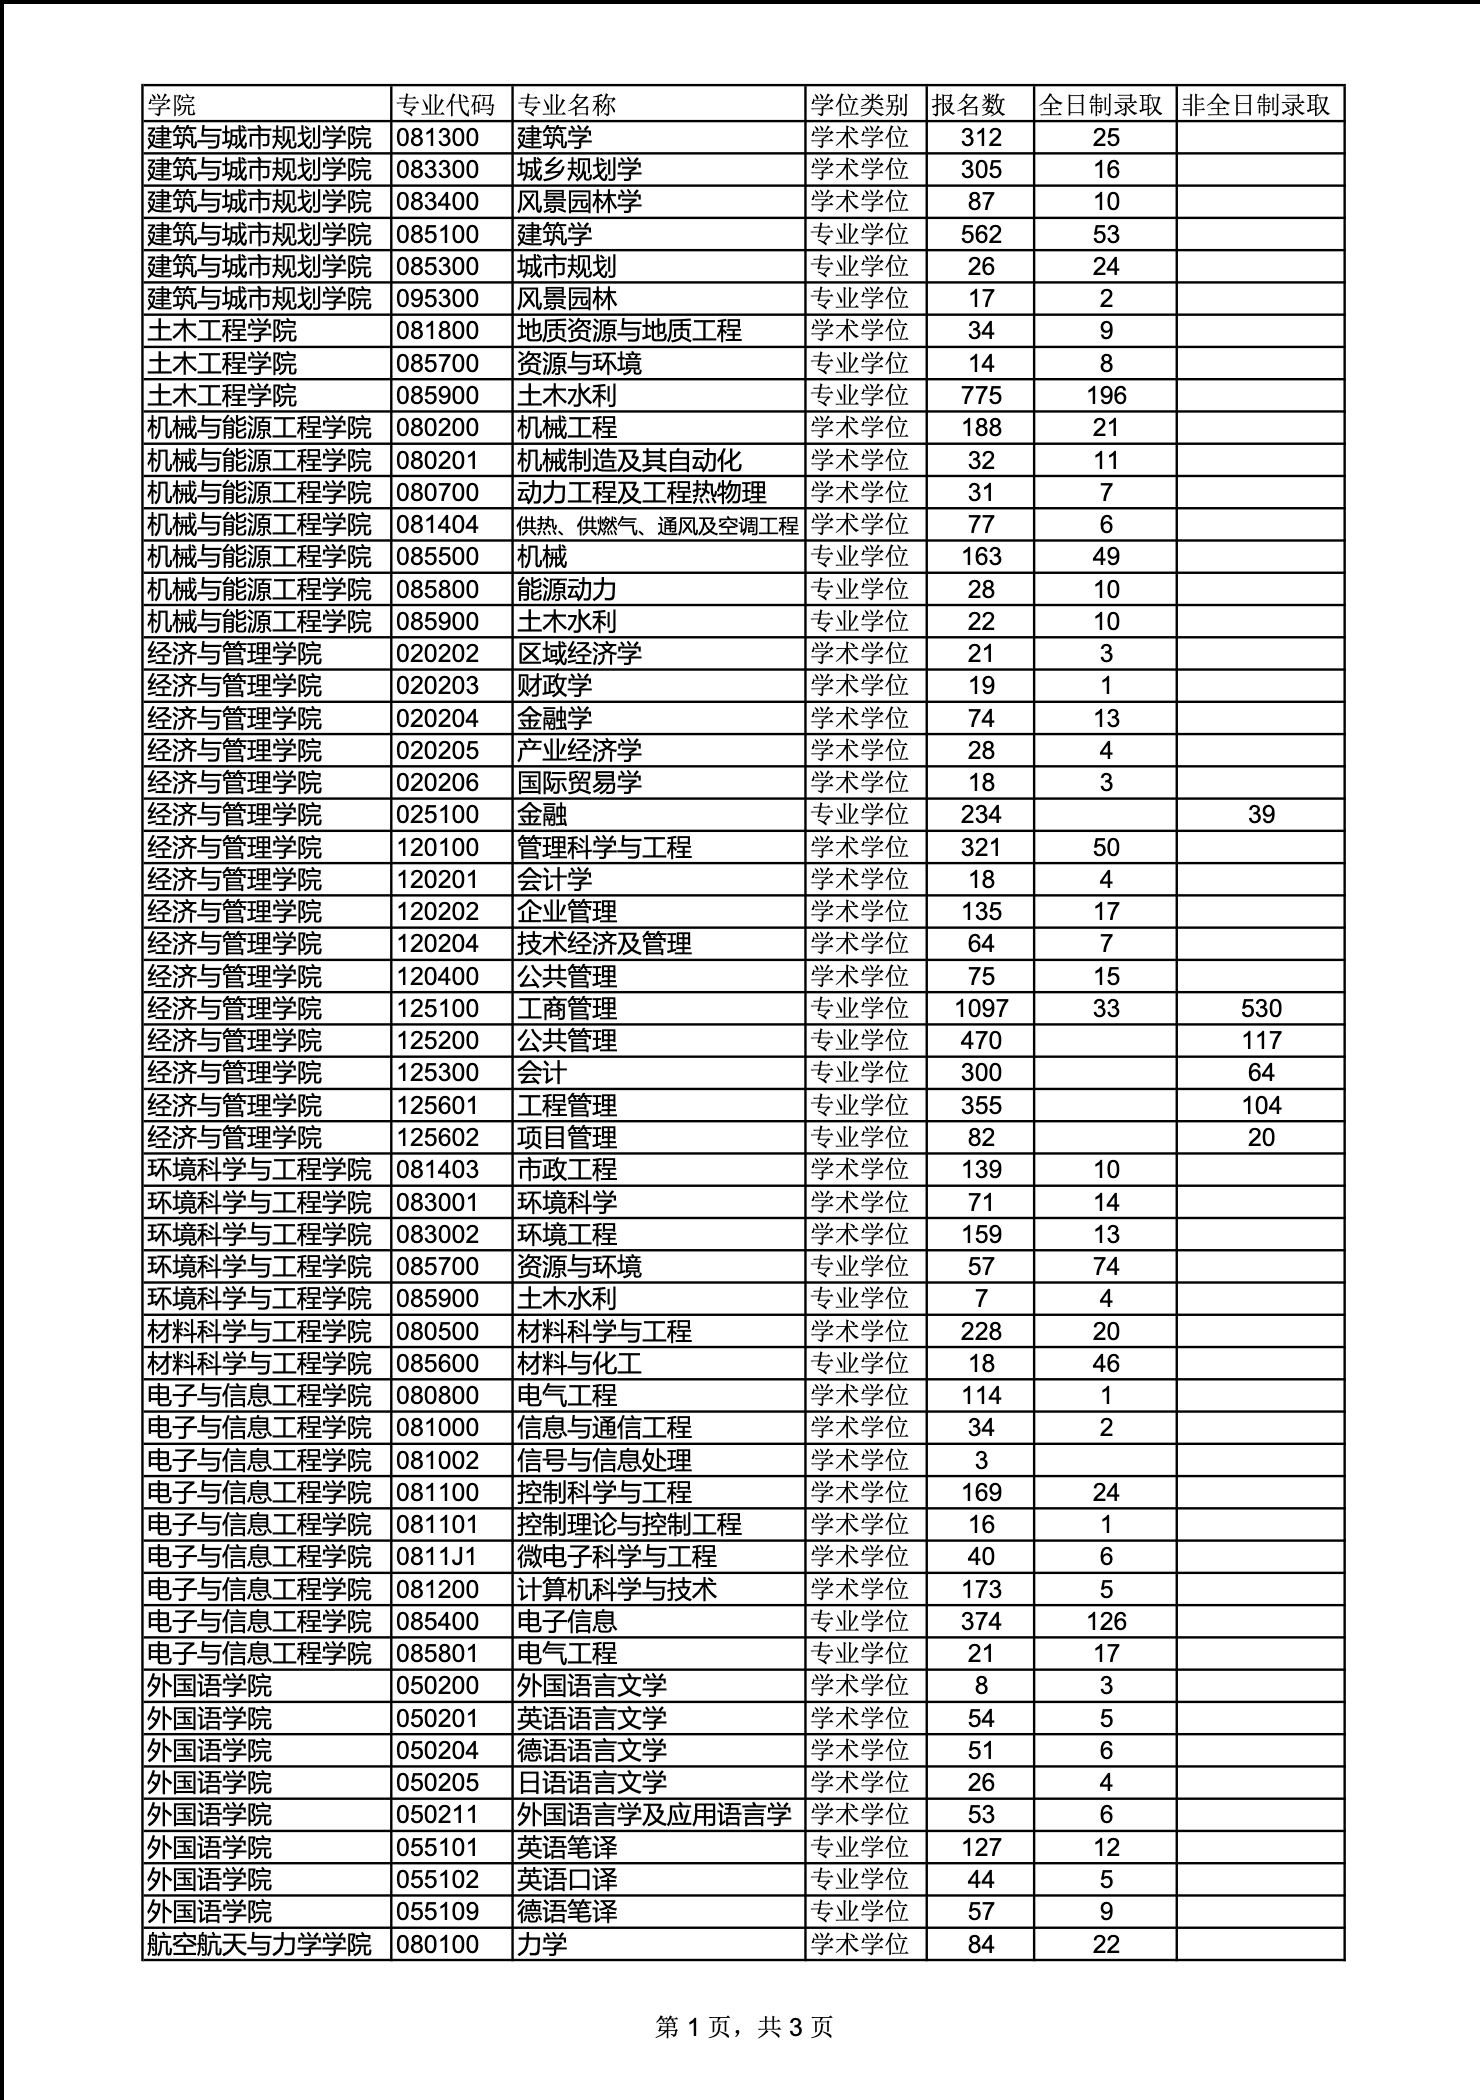 学院 专业代码 专业名称 学位类别 报名数 全日制录取 非全日制录取
建筑与城市规划学院 081300 建筑学 学术学位 312 25
建筑与城市规划学院 083300 城乡规划学 学术学位 305 16
建筑与城市规划学院 083400 风景园林学 学术学位 87 10
建筑与城市规划学院 085100 建筑学 专业学位 562 53
建筑与城市规划学院 085300 城市规划 专业学位 26 24
建筑与城市规划学院 095300 风景园林 专业学位 17 2
土木工程学院 081800 地质资源与地质工程 学术学位 34 9
土木工程学院 085700 资源与环境 专业学位 14 8
土木工程学院 085900 土木水利 专业学位 775 196
机械与能源工程学院 080200 机械工程 学术学位 188 21
机械与能源工程学院 080201 机械制造及其自动化 学术学位 32 11
机械与能源工程学院 080700 动力工程及工程热物理 学术学位 31 7
机械与能源工程学院 081404 供热、供燃气、通风及空调工程 学术学位 77 6
机械与能源工程学院 085500 机械 专业学位 163 49
机械与能源工程学院 085800 能源动力 专业学位 28 10
机械与能源工程学院 085900 土木水利 专业学位 22 10
经济与管理学院 020202 区域经济学 学术学位 21 3
经济与管理学院 020203 财政学 学术学位 19 1
经济与管理学院 020204 金融学 学术学位 74 13
经济与管理学院 020205 产业经济学 学术学位 28 4
经济与管理学院 020206 国际贸易学 学术学位 18 3
经济与管理学院 025100 金融 专业学位 234 39
经济与管理学院 120100 管理科学与工程 学术学位 321 50
经济与管理学院 120201 会计学 学术学位 18 4
经济与管理学院 120202 企业管理 学术学位 135 17
经济与管理学院 120204 技术经济及管理 学术学位 64 7
经济与管理学院 120400 公共管理 学术学位 75 15
经济与管理学院 125100 工商管理 专业学位 1097 33 530
经济与管理学院 125200 公共管理 专业学位 470 117
经济与管理学院 125300 会计 专业学位 300 64
经济与管理学院 125601 工程管理 专业学位 355 104
经济与管理学院 125602 项目管理 专业学位 82 20
环境科学与工程学院 081403 市政工程 学术学位 139 10
环境科学与工程学院 083001 环境科学 学术学位 71 14
环境科学与工程学院 083002 环境工程 学术学位 159 13
环境科学与工程学院 085700 资源与环境 专业学位 57 74
环境科学与工程学院 085900 土木水利 专业学位 7 4
材料科学与工程学院 080500 材料科学与工程 学术学位 228 20
材料科学与工程学院 085600 材料与化工 专业学位 18 46
电子与信息工程学院 080800 电气工程 学术学位 114 1
电子与信息工程学院 081000 信息与通信工程 学术学位 34 2
电子与信息工程学院 081002 信号与信息处理 学术学位 3
电子与信息工程学院 081100 控制科学与工程 学术学位 169 24
电子与信息工程学院 081101 控制理论与控制工程 学术学位 16 1
电子与信息工程学院 0811J1 微电子科学与工程 学术学位 40 6
电子与信息工程学院 081200 计算机科学与技术 学术学位 173 5
电子与信息工程学院 085400 电子信息 专业学位 374 126
电子与信息工程学院 085801 电气工程 专业学位 21 17
外国语学院 050200 外国语言文学 学术学位 8 3
外国语学院 050201 英语语言文学 学术学位 54 5
外国语学院 050204 德语语言文学 学术学位 51 6
外国语学院 050205 日语语言文学 学术学位 26 4
外国语学院 050211 外国语言学及应用语言学 学术学位 53 6
外国语学院 055101 英语笔译 专业学位 127 12
外国语学院 055102 英语口译 专业学位 44 5
外国语学院 055109 德语笔译 专业学位 57 9
航空航天与力学学院 080100 力学 学术学位 84 22
第 1 页，共 3 页